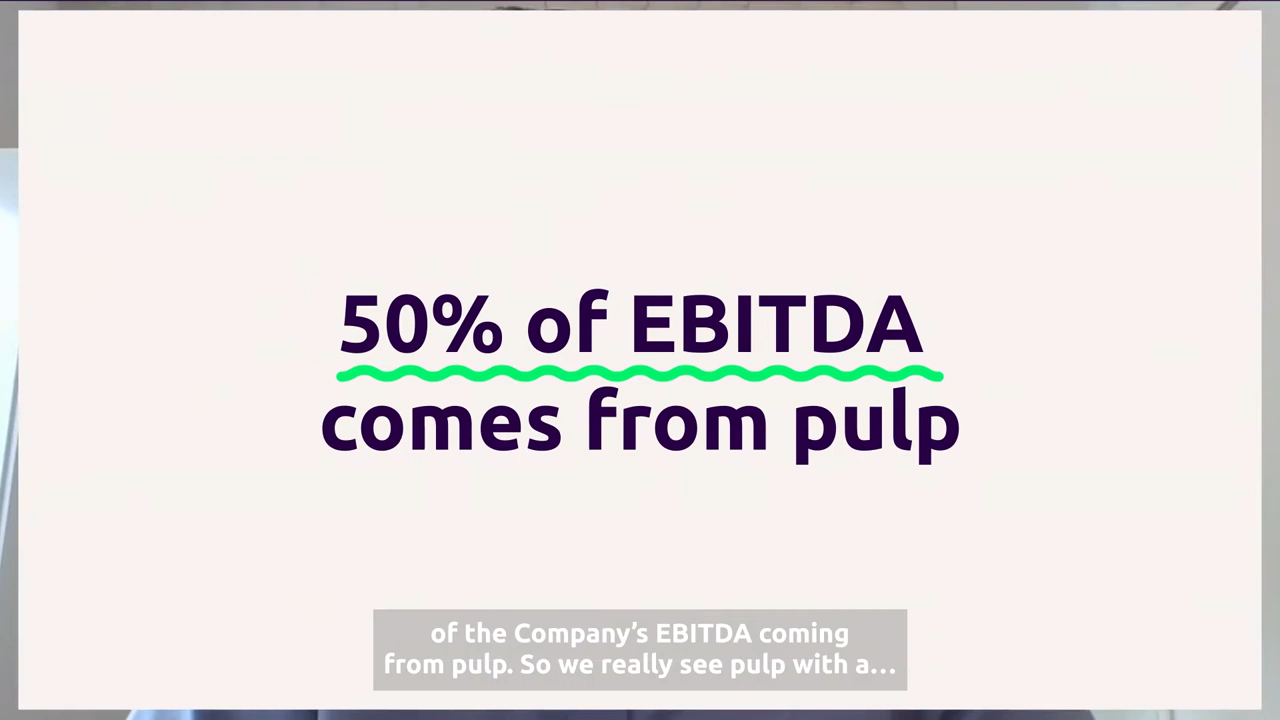 50% of EBITDA
comes from pulp
of the Company’s EBITDA coming
from pulp. So we really see pulp with a…